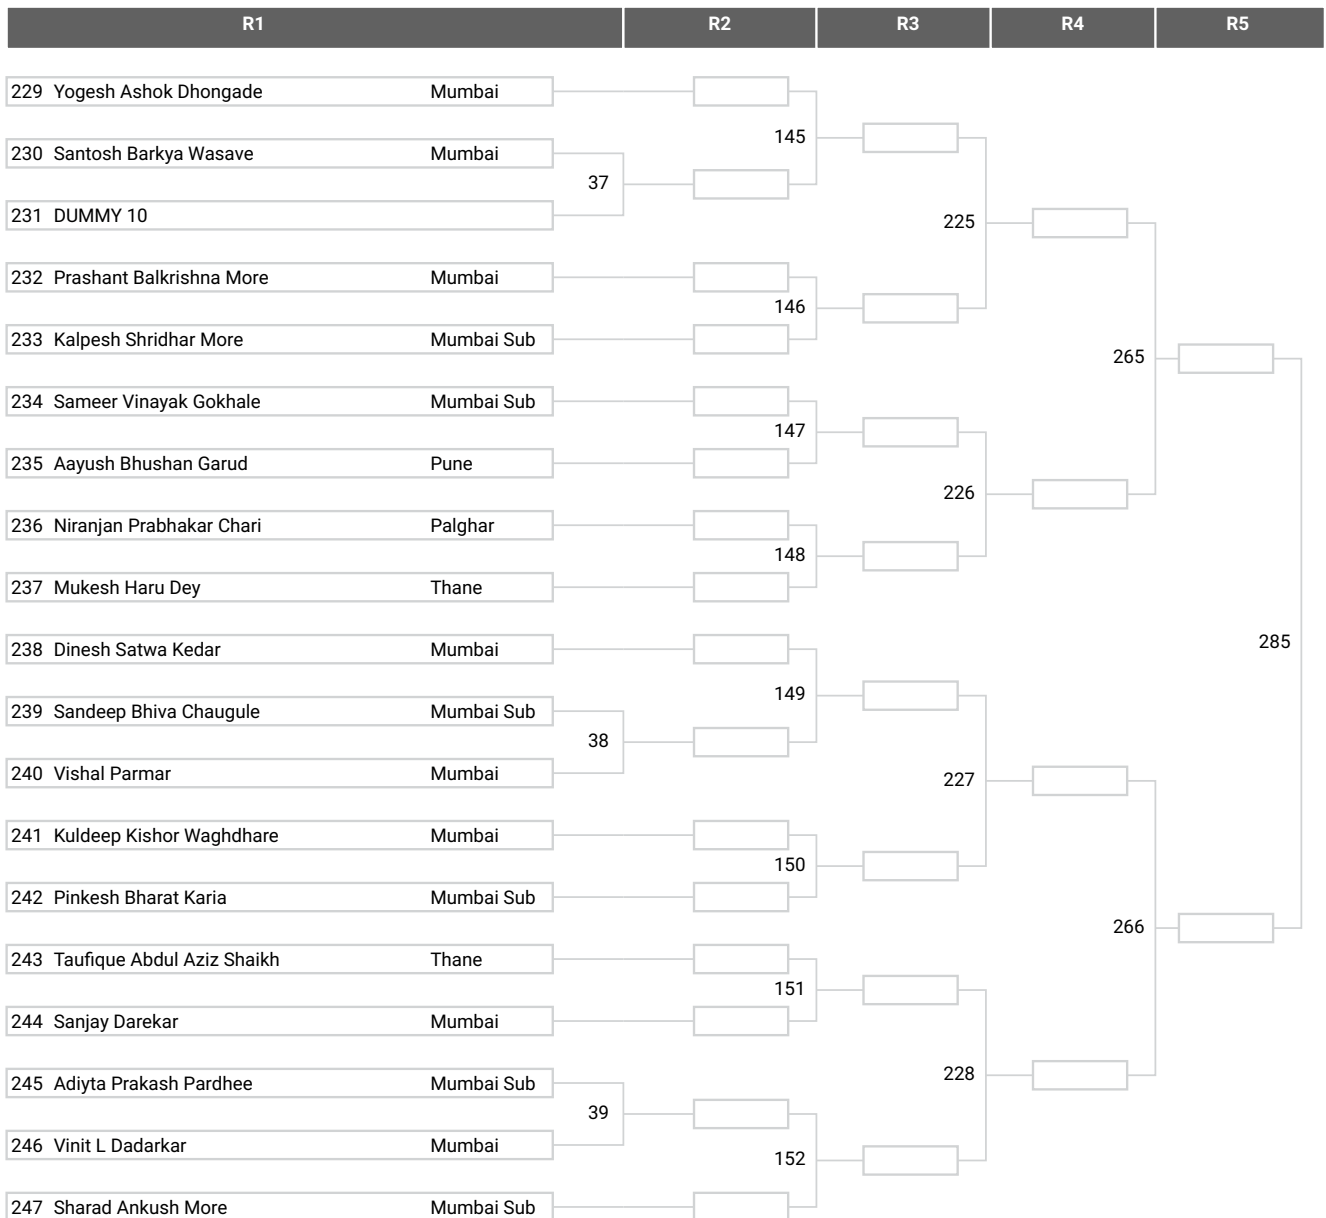 R1 R2 R3 R4 R5
229 Yogesh Ashok Dhongade Mumbai
145
230 Santosh Barkya Wasave Mumbai
37
231 DUMMY 10
225
232 Prashant Balkrishna More Mumbai
146
233 Kalpesh Shridhar More Mumbai Sub
265
234 Sameer Vinayak Gokhale Mumbai Sub
147
235 Aayush Bhushan Garud Pune
226
236 Niranjan Prabhakar Chari Palghar
148
237 Mukesh Haru Dey Thane
285
238 Dinesh Satwa Kedar Mumbai
149
239 Sandeep Bhiva Chaugule Mumbai Sub
38
240 Vishal Parmar Mumbai
227
241 Kuldeep Kishor Waghdhare Mumbai
150
242 Pinkesh Bharat Karia Mumbai Sub
266
243 Taufique Abdul Aziz Shaikh Thane
151
244 Sanjay Darekar Mumbai
228
245 Adiyta Prakash Pardhee Mumbai Sub
39
246 Vinit L Dadarkar Mumbai
152
247 Sharad Ankush More Mumbai Sub